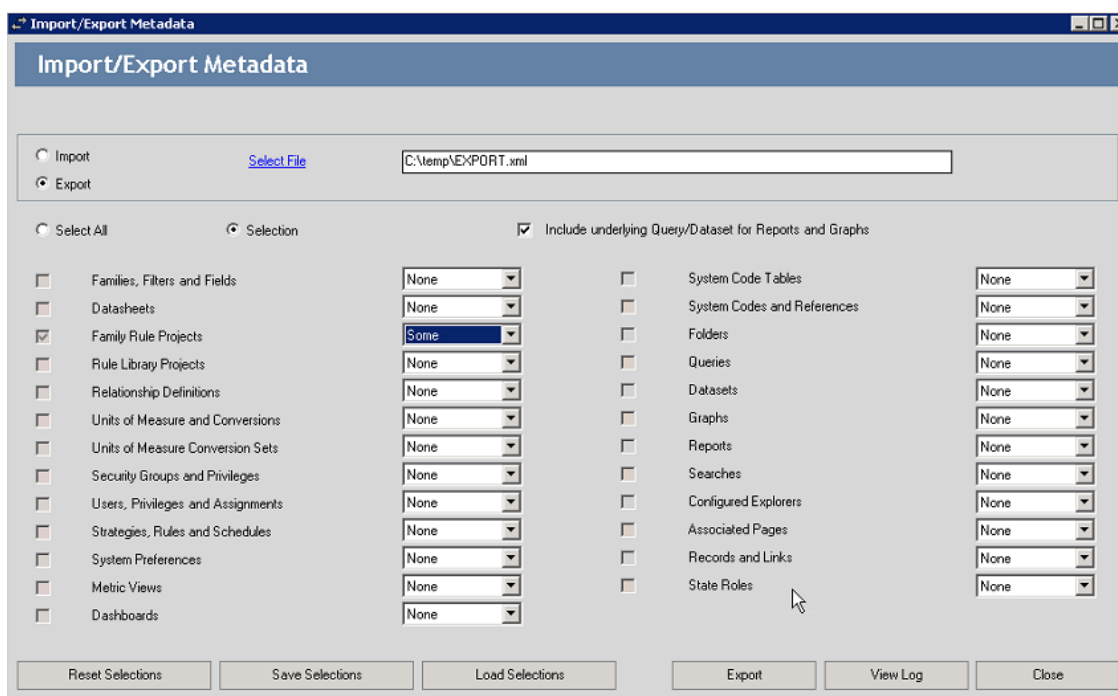 Import/Export Metadata
Import/Export Metadata
Import
Select File
C:\temp\EXPORT.xml
Export
Select All
Selection
Include underlying Query/Dataset for Reports and Graphs
Families, Filters and Fields
None
System Code Tables
None
Datasheets
None
System Codes and References
None
Family Rule Projects
Some
Folders
None
Rule Library Projects
None
Queries
None
Relationship Definitions
None
Datasets
None
Units of Measure and Conversions
None
Graphs
None
Units of Measure Conversion Sets
None
Reports
None
Security Groups and Privileges
None
Searches
None
Users, Privileges and Assignments
None
Configured Explorers
None
Strategies, Rules and Schedules
None
Associated Pages
None
System Preferences
None
Records and Links
None
Metric Views
None
State Roles
None
Dashboards
None
Reset Selections
Save Selections
Load Selections
Export
View Log
Close